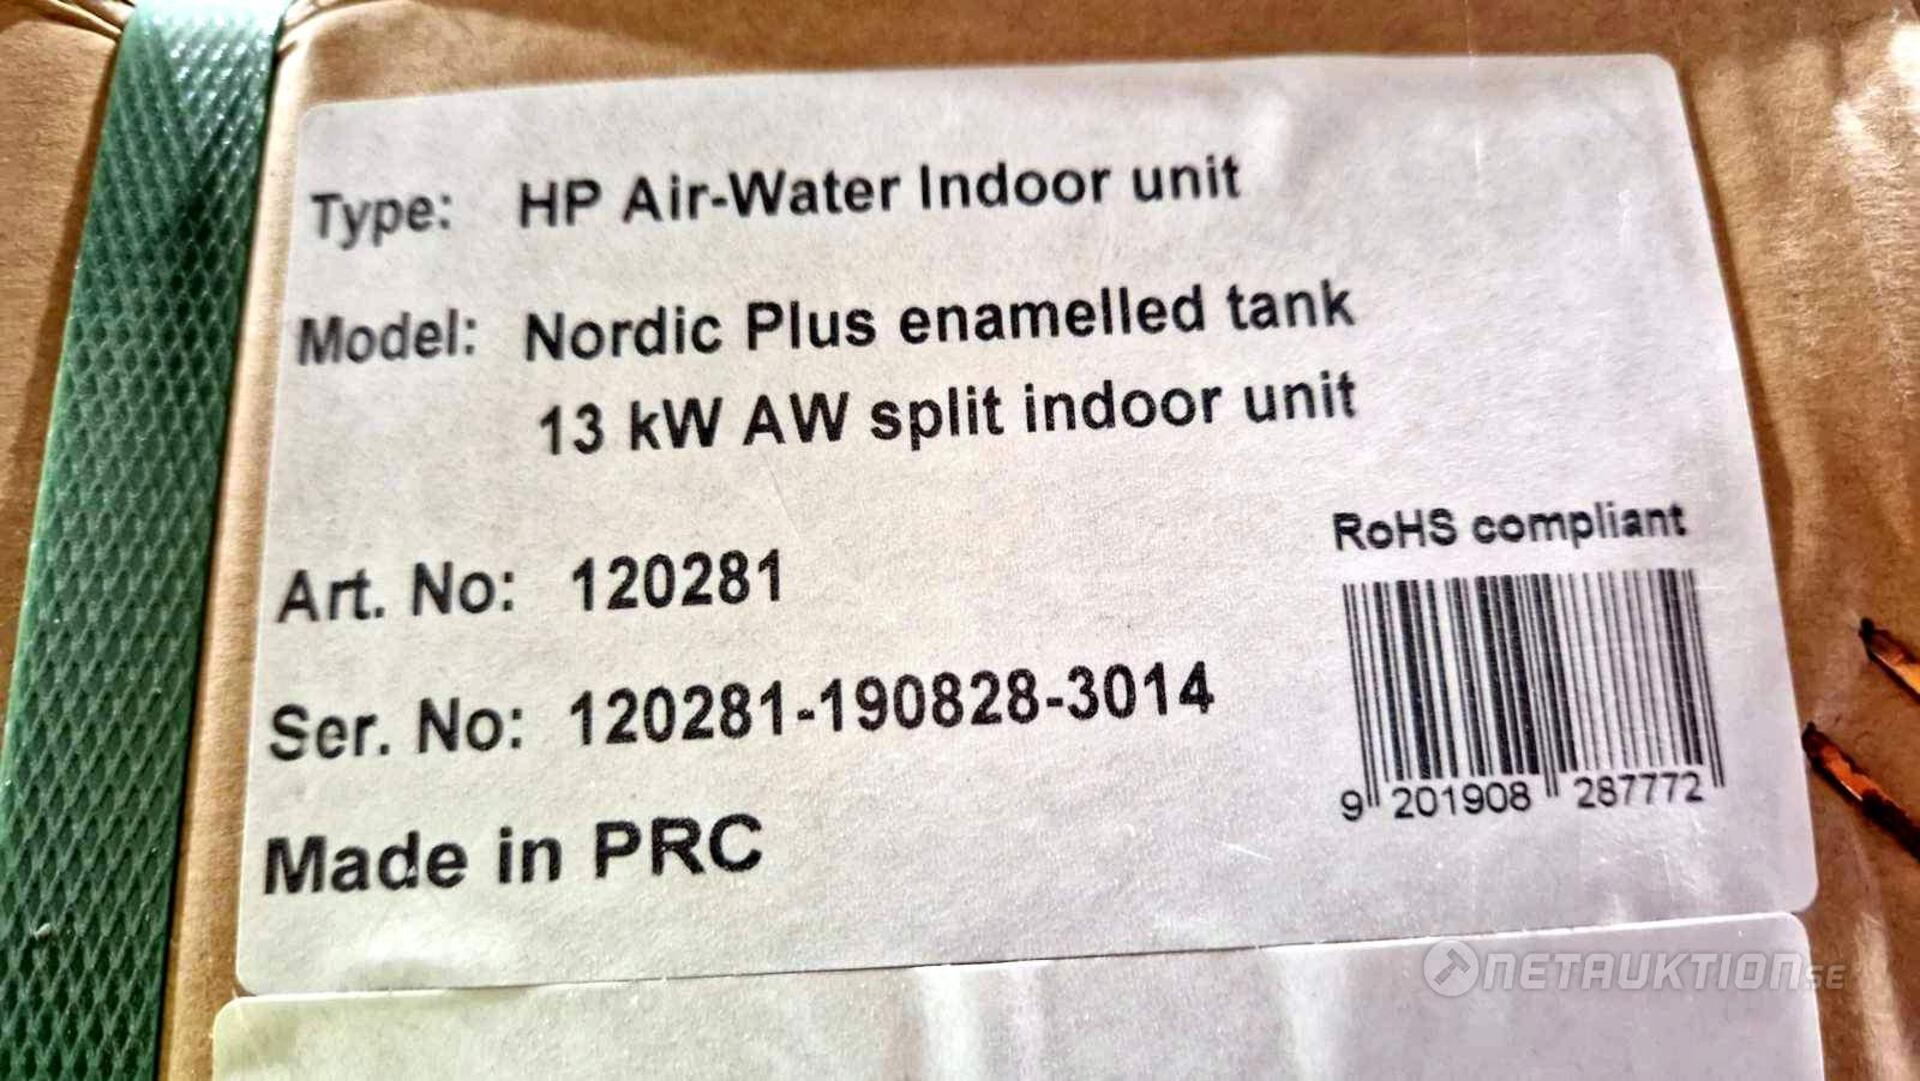 Type: HP Air-Water Indoor unit
Model: Nordic Plus enamelled tank
13 kW AW split indoor unit
RoHS compliant
Art. No: 120281
Ser. No: 120281-190828-3014
9 201908 287772
Made in PRC
NETAUKTION.SE